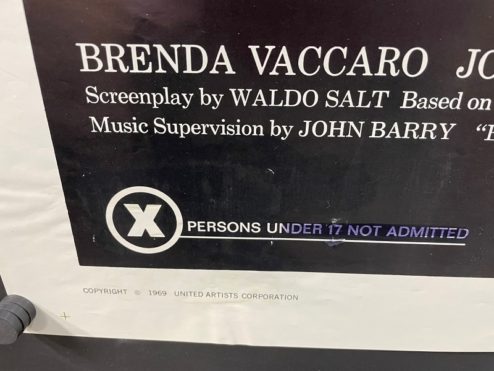 BRENDA VACCARO JO
Screenplay by WALDO SALT Based on
Music Supervision by JOHN BARRY "E
X PERSONS UNDER 17 NOT ADMITTED
COPYRIGHT © 1969 UNITED ARTISTS CORPORATION